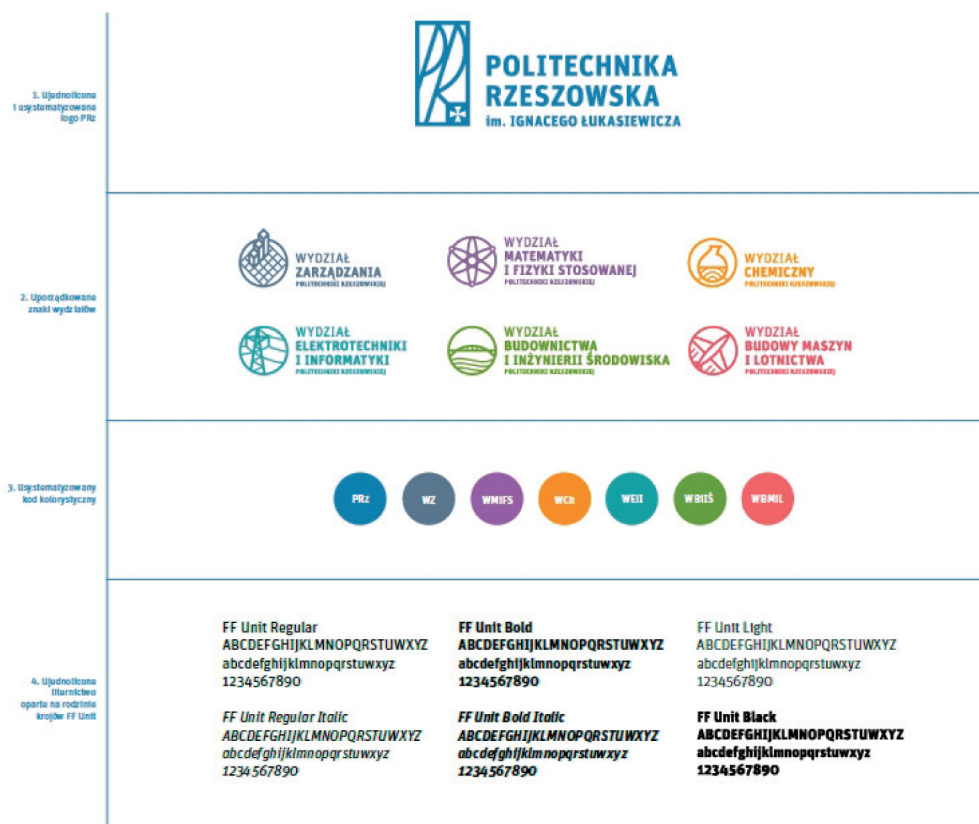 1. Ujednolicone
i usystematyzowane
logo PRz
POLITECHNIKA
RZESZOWSKA
im. IGNACEGO ŁUKASIEWICZA
2. Uporządkowane
znaki wydziałów
WYDZIAŁ
ZARZĄDZANIA
POLITECHNIKI RZESZOWSKIEJ
WYDZIAŁ
MATEMATYKI
I FIZYKI STOSOWANEJ
POLITECHNIKI RZESZOWSKIEJ
WYDZIAŁ
CHEMICZNY
POLITECHNIKI RZESZOWSKIEJ
WYDZIAŁ
ELEKTROTECHNIKI
I INFORMATYKI
POLITECHNIKI RZESZOWSKIEJ
WYDZIAŁ
BUDOWNICTWA
I INŻYNIERII ŚRODOWISKA
POLITECHNIKI RZESZOWSKIEJ
WYDZIAŁ
BUDOWY MASZYN
I LOTNICTWA
POLITECHNIKI RZESZOWSKIEJ
3. Usystematyzowany
kod kolorystyczny
PRz
WZ
WMIFS
WCh
WEII
WBIIŚ
WBMIL
4. Ujednolicone
liternictwo
oparte na rodzinie
krojów FF Unit
FF Unit Regular
ABCDEFGHIJKLMNOPQRSTUWXYZ
abcdefghijklmnopqrstuwxyz
1234567890
FF Unit Bold
ABCDEFGHIJKLMNOPQRSTUWXYZ
abcdefghijklmnopqrstuwxyz
1234567890
FF Unit Light
ABCDEFGHIJKLMNOPQRSTUWXYZ
abcdefghijklmnopqrstuwxyz
1234567890
FF Unit Regular Italic
ABCDEFGHIJKLMNOPQRSTUWXYZ
abcdefghijklmnopqrstuwxyz
1234567890
FF Unit Bold Italic
ABCDEFGHIJKLMNOPQRSTUWXYZ
abcdefghijklmnopqrstuwxyz
1234567890
FF Unit Black
ABCDEFGHIJKLMNOPQRSTUWXYZ
abcdefghijklmnopqrstuwxyz
1234567890